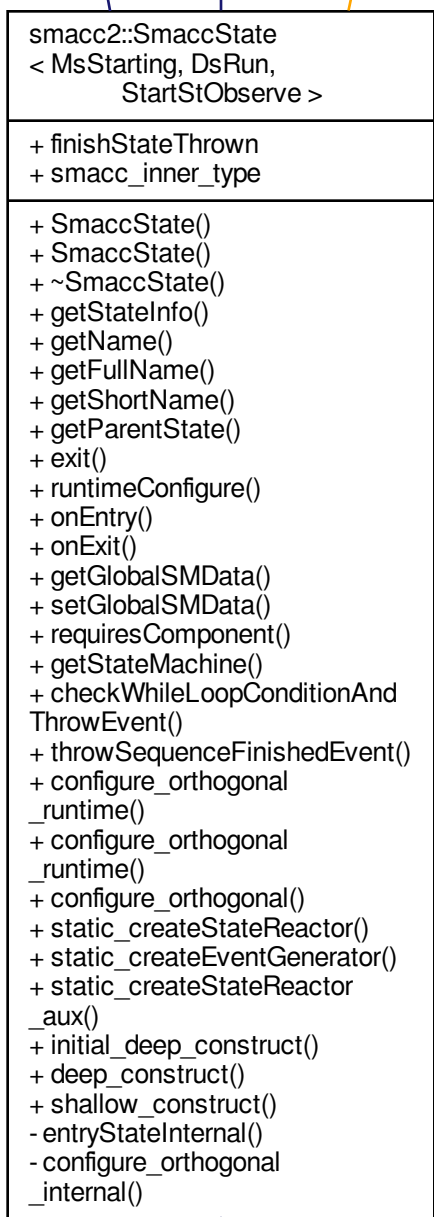 smacc2::SmaccState
< MsStarting, DsRun,
StartStObserve >
+ finishStateThrown
+ smacc_inner_type
+ SmaccState()
+ SmaccState()
+ ~SmaccState()
+ getStateInfo()
+ getName()
+ getFullName()
+ getShortName()
+ getParentState()
+ exit()
+ runtimeConfigure()
+ onEntry()
+ onExit()
+ getGlobalSMData()
+ setGlobalSMData()
+ requiresComponent()
+ getStateMachine()
+ checkWhileLoopConditionAnd
ThrowEvent()
+ throwSequenceFinishedEvent()
+ configure_orthogonal
_runtime()
+ configure_orthogonal
_runtime()
+ configure_orthogonal()
+ static_createStateReactor()
+ static_createEventGenerator()
+ static_createStateReactor
_aux()
+ initial_deep_construct()
+ deep_construct()
+ shallow_construct()
- entryStateInternal()
- configure_orthogonal
_internal()